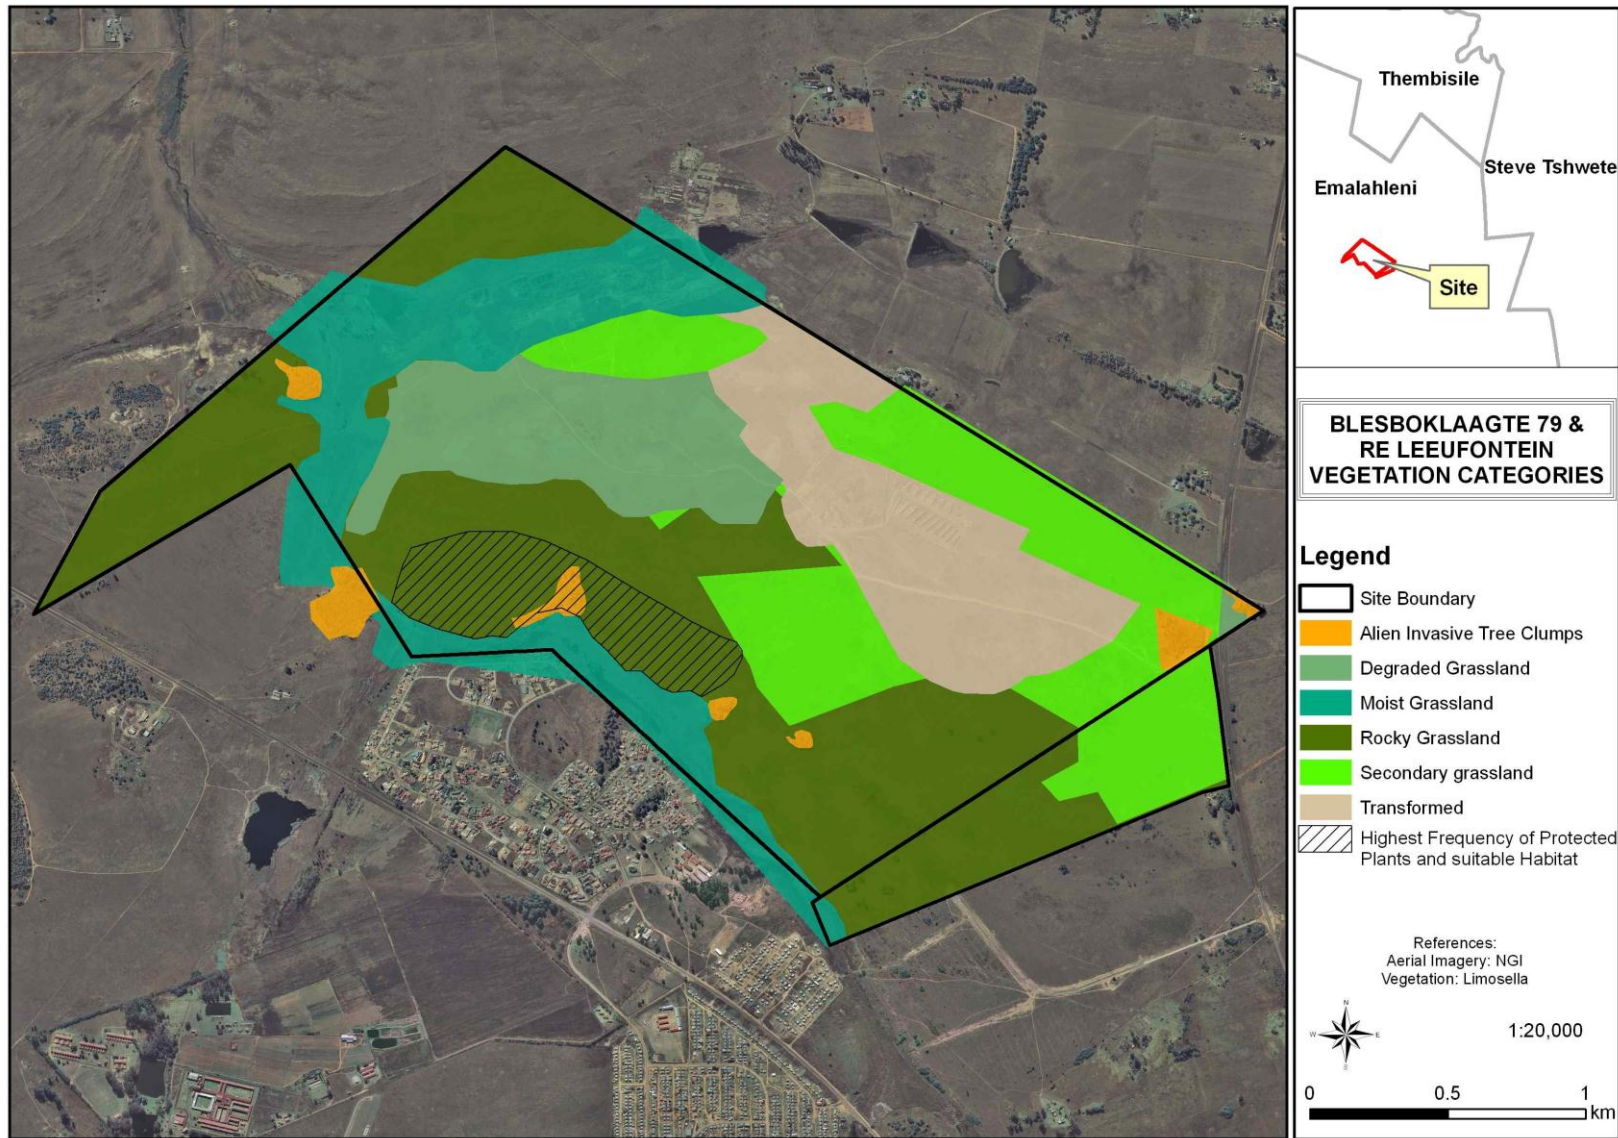 Thembisile
Steve Tshwete
Emalahleni
Site
BLESBOKLAAGTE 79 &
RE LEEUFONTEIN
VEGETATION CATEGORIES
Legend
Site Boundary
Alien Invasive Tree Clumps
Degraded Grassland
Moist Grassland
Rocky Grassland
Secondary grassland
Transformed
Highest Frequency of Protected
Plants and suitable Habitat
References:
Aerial Imagery: NGI
Vegetation: Limosella
N
W E
S
1:20,000
0 0.5 1
km